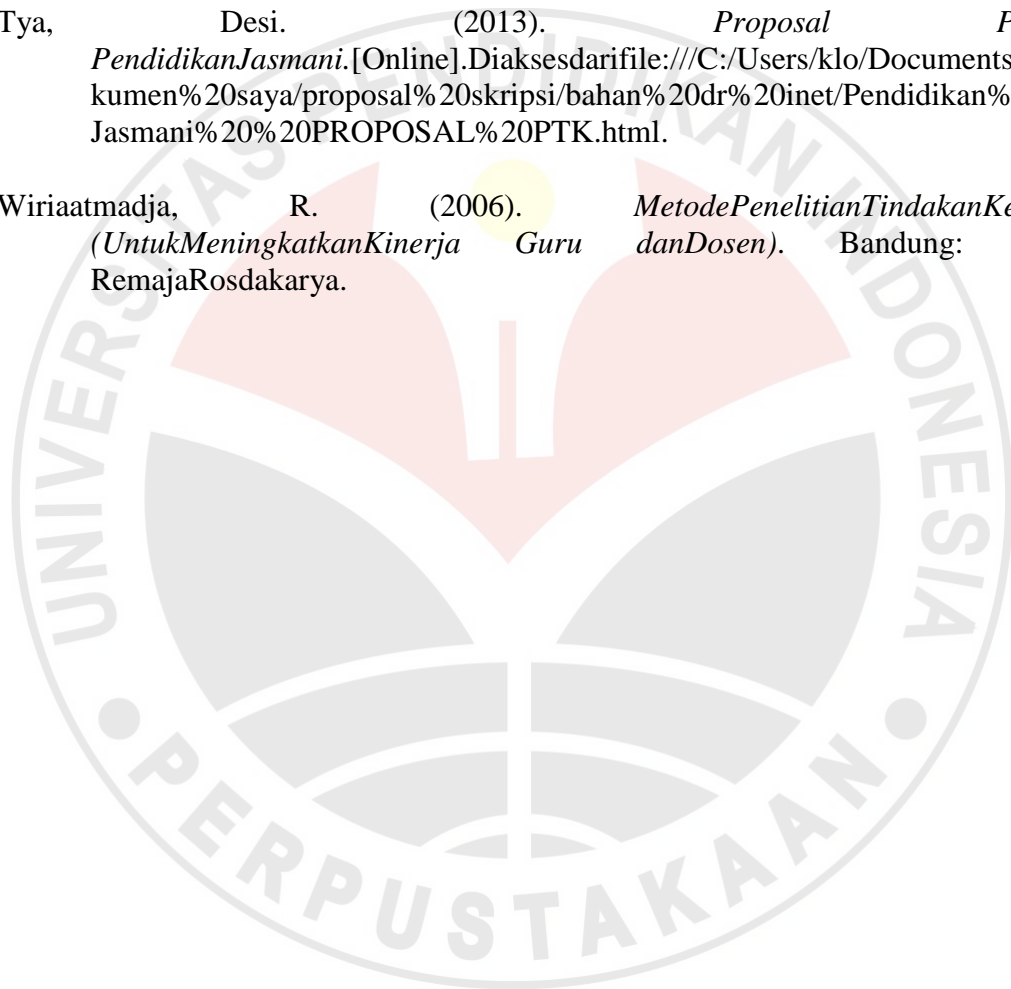 Tya, Desi. (2013). Proposal P
PendidikanJasmani.[Online].Diaksesdarifile:///C:/Users/klo/Documents
kumen%20saya/proposal%20skripsi/bahan%20dr%20inet/Pendidikan%
Jasmani%20%20PROPOSAL%20PTK.html.
Wiriaatmadja, R. (2006). MetodePenelitianTindakanKe
(UntukMeningkatkanKinerja Guru danDosen). Bandung:
RemajaRosdakarya.
UNIVERSITAS PENDIDIKAN INDONESIA
PERPUSTAKAAN